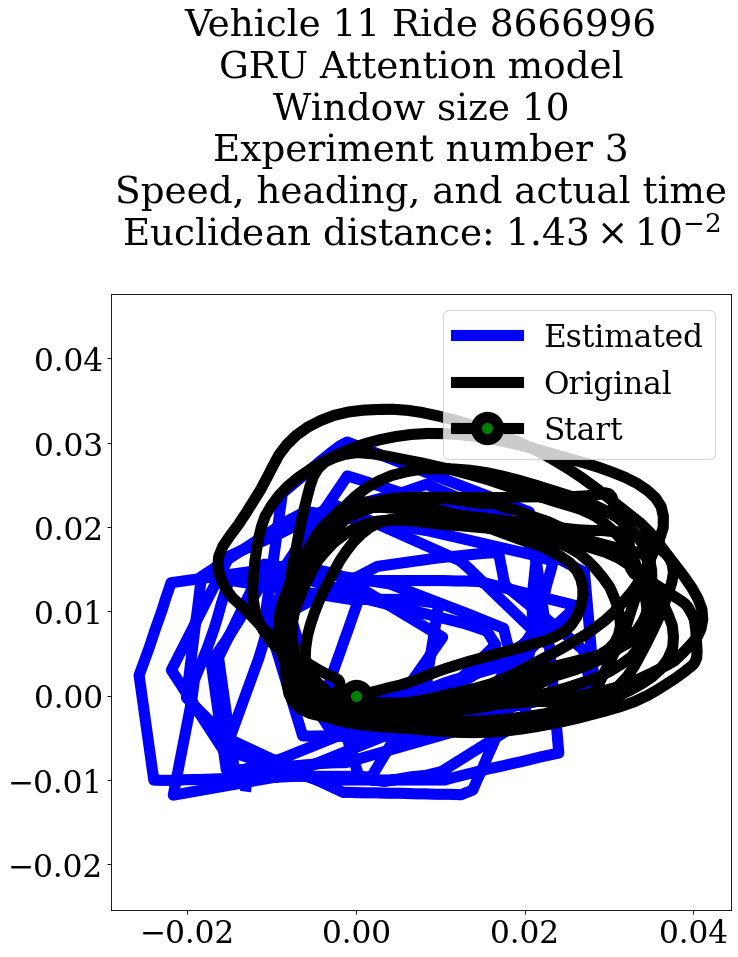 Vehicle 11 Ride 8666996
GRU Attention model
Window size 10
Experiment number 3
Speed, heading, and actual time
Euclidean distance: 1.43 × 10⁻²
Estimated
Original
Start
0.04
0.03
0.02
0.01
0.00
−0.01
−0.02
−0.02 0.00 0.02 0.04